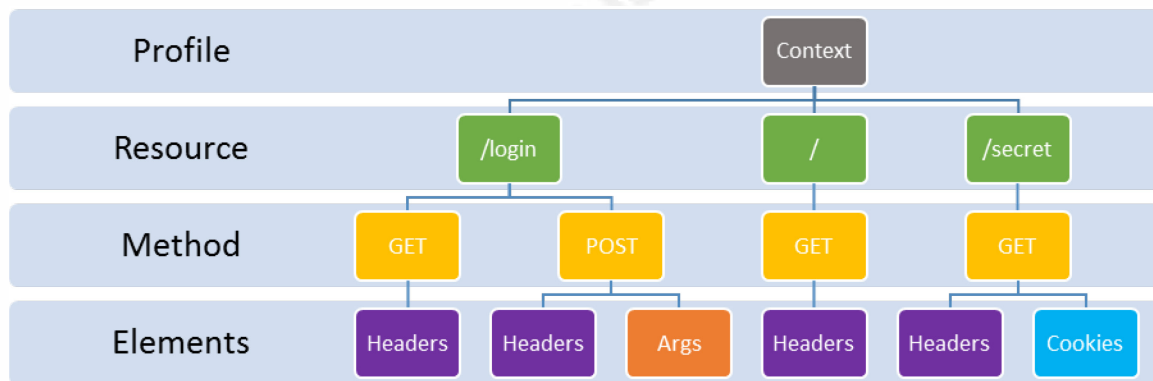 Profile
Context
Resource
/login
/
/secret
Method
GET
POST
GET
GET
Elements
Headers
Headers
Args
Headers
Headers
Cookies